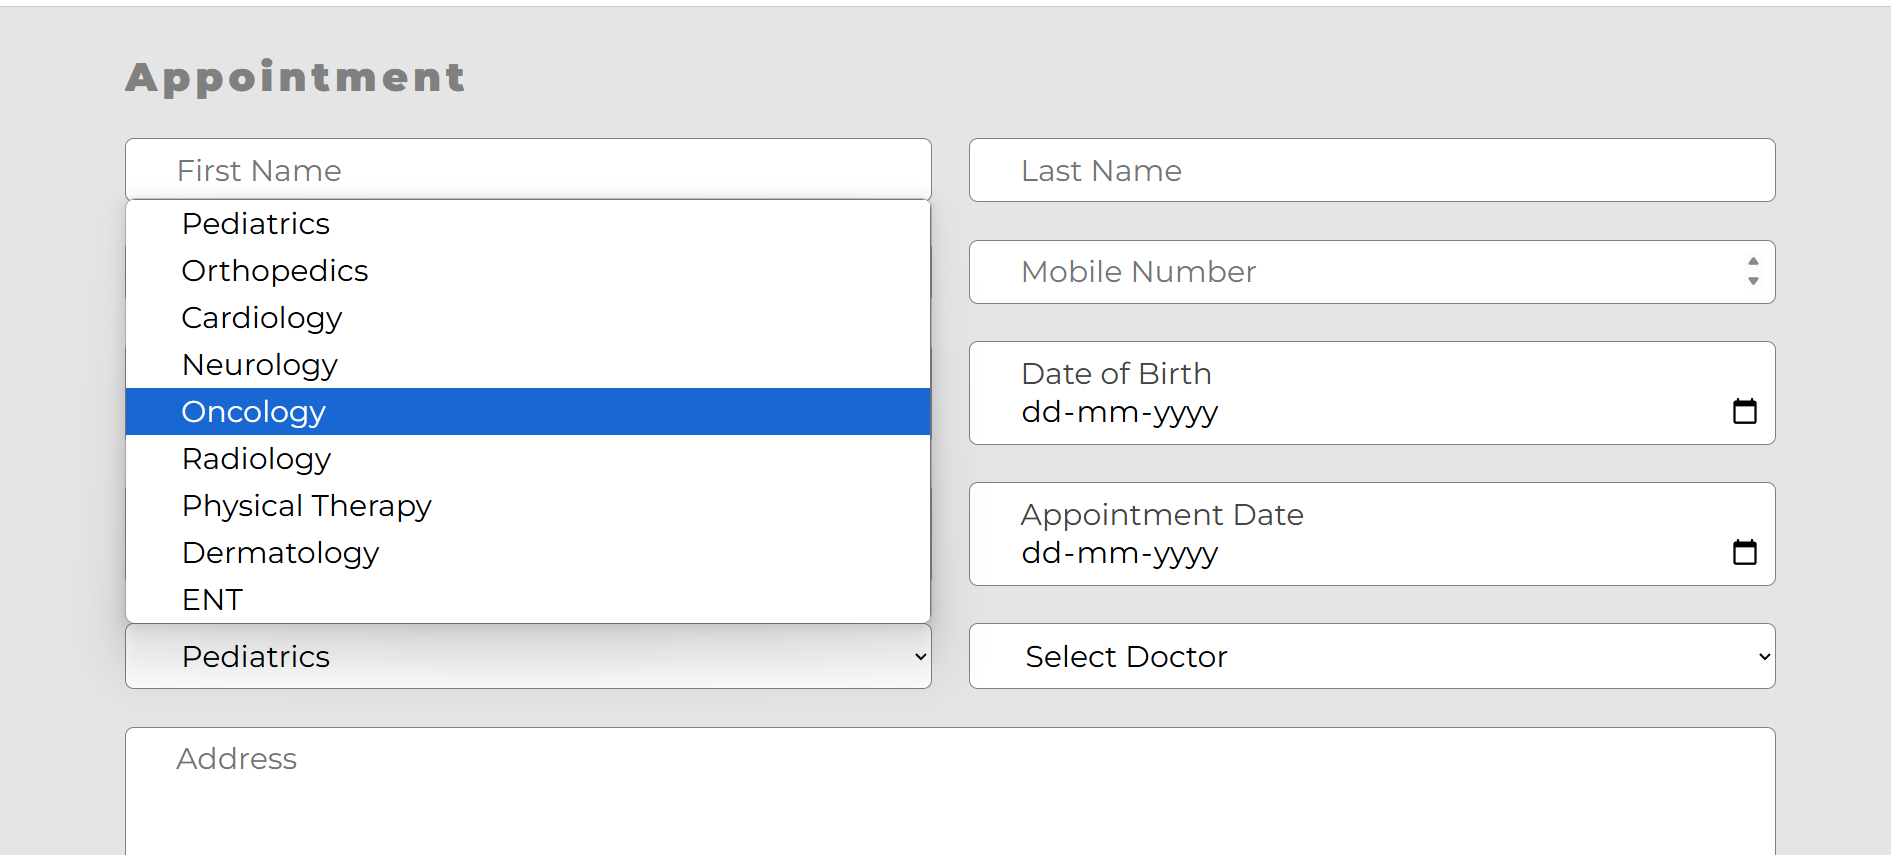 Appointment
First Name
Last Name
Pediatrics
Orthopedics
Cardiology
Neurology
Oncology
Radiology
Physical Therapy
Dermatology
ENT
Mobile Number
Date of Birth
dd-mm-yyyy
Appointment Date
dd-mm-yyyy
Pediatrics
Select Doctor
Address